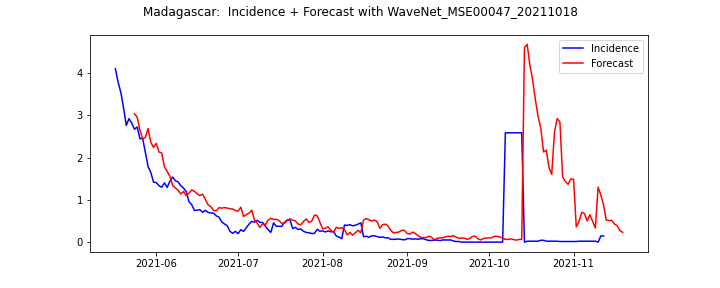 Madagascar:  Incidence + Forecast with WaveNet_MSE00047_20211018
Incidence
Forecast
4
3
2
1
0
2021-06 2021-07 2021-08 2021-09 2021-10 2021-11